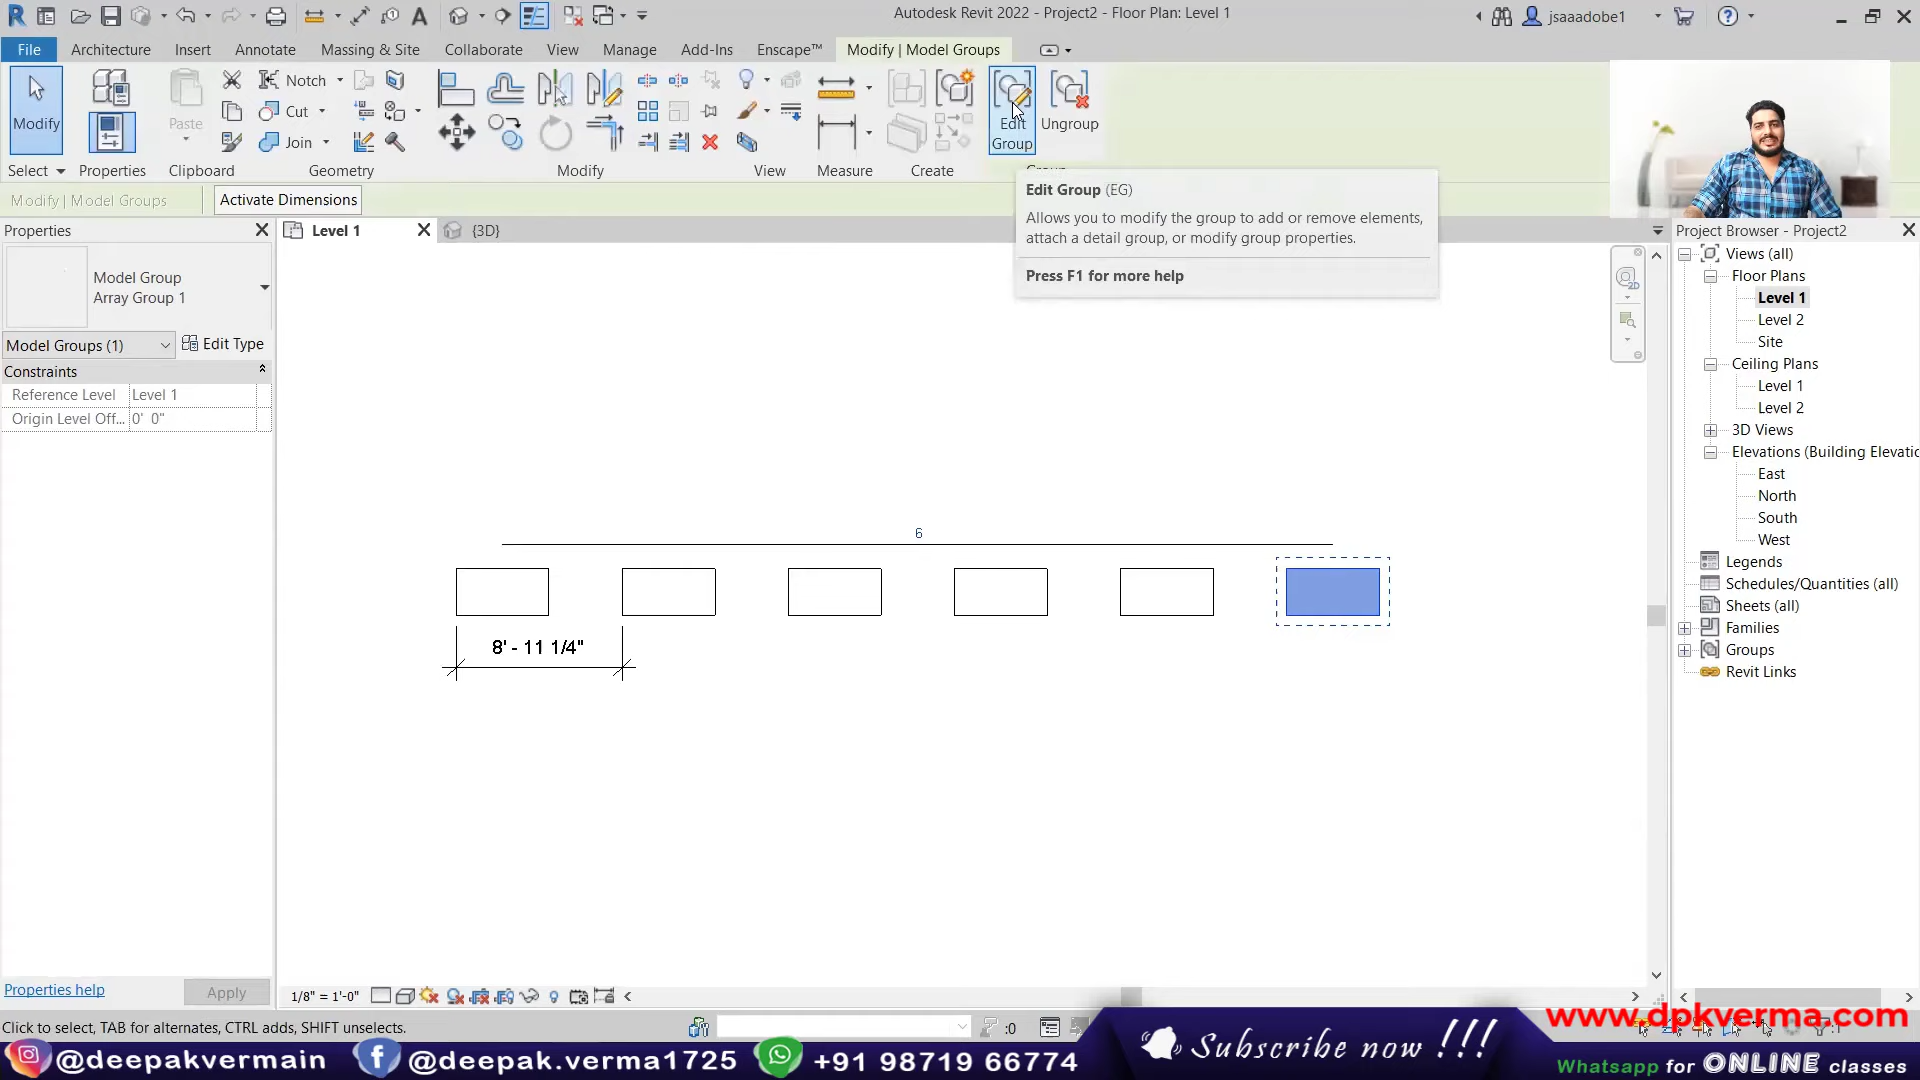 Autodesk Revit 2022 - Project2 - Floor Plan: Level 1
jsaaadobe1
File Architecture Insert Annotate Massing & Site Collaborate View Manage Add-Ins Enscape™ Modify | Model Groups
Modify
Paste
Notch
Cut
Join
Edit Group
Ungroup
Select Properties Clipboard Geometry Modify View Measure Create
Modify | Model Groups
Activate Dimensions
Edit Group (EG)
Allows you to modify the group to add or remove elements,
attach a detail group, or modify group properties.
Press F1 for more help
Properties
Level 1
{3D}
Model Group
Array Group 1
Model Groups (1)
Edit Type
Constraints
Reference Level Level 1
Origin Level Off... 0' 0"
6
8' - 11 1/4"
Project Browser - Project2
Views (all)
Floor Plans
Level 1
Level 2
Site
Ceiling Plans
Level 1
Level 2
3D Views
Elevations (Building Elevatio
East
North
South
West
Legends
Schedules/Quantities (all)
Sheets (all)
Families
Groups
Revit Links
Properties help
Apply
1/8" = 1'-0"
Click to select, TAB for alternates, CTRL adds, SHIFT unselects.
:0
:1
www.dpkverma.com
@deepakvermain
@deepak.verma1725
+91 98719 66774
Subscribe now !!!
Whatsapp for ONLINE classes